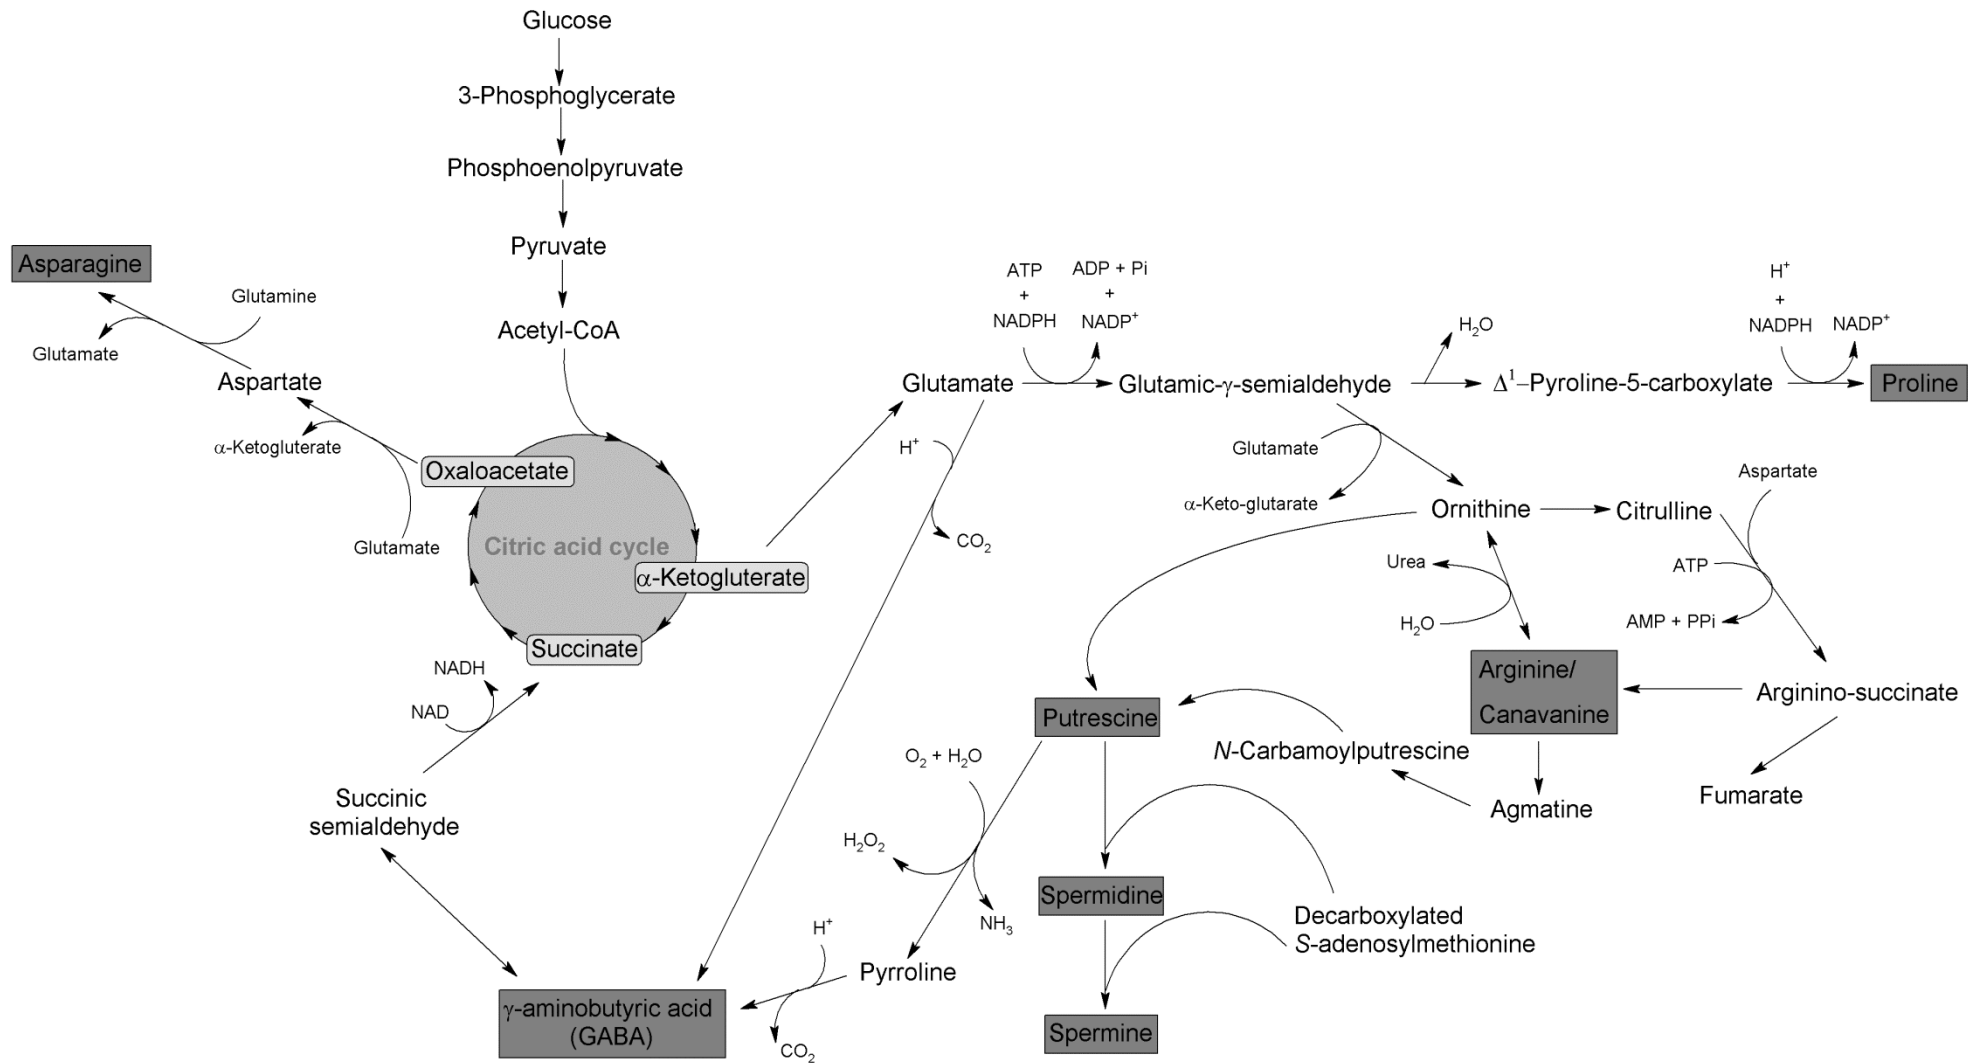 Glucose
3-Phosphoglycerate
Phosphoenolpyruvate
Pyruvate
Acetyl-CoA
Asparagine
Glutamine
Glutamate
Aspartate
α-Ketogluterate
Glutamate
Oxaloacetate
Citric acid cycle
α-Ketogluterate
Succinate
NADH
NAD
Succinic
semialdehyde
γ-aminobutyric acid
(GABA)
Glutamate
H⁺
CO₂
ATP
+
NADPH
ADP + Pi
+
NADP⁺
Glutamic-γ-semialdehyde
H₂O
Δ¹–Pyroline-5-carboxylate
H⁺
+
NADPH
NADP⁺
Proline
Glutamate
α-Keto-glutarate
Ornithine
Citrulline
Aspartate
ATP
AMP + PPi
Urea
H₂O
Arginine/
Canavanine
Arginino-succinate
Fumarate
Agmatine
N-Carbamoylputrescine
Putrescine
O₂ + H₂O
H₂O₂
NH₃
Pyrroline
H⁺
CO₂
Spermidine
Decarboxylated
S-adenosylmethionine
Spermine